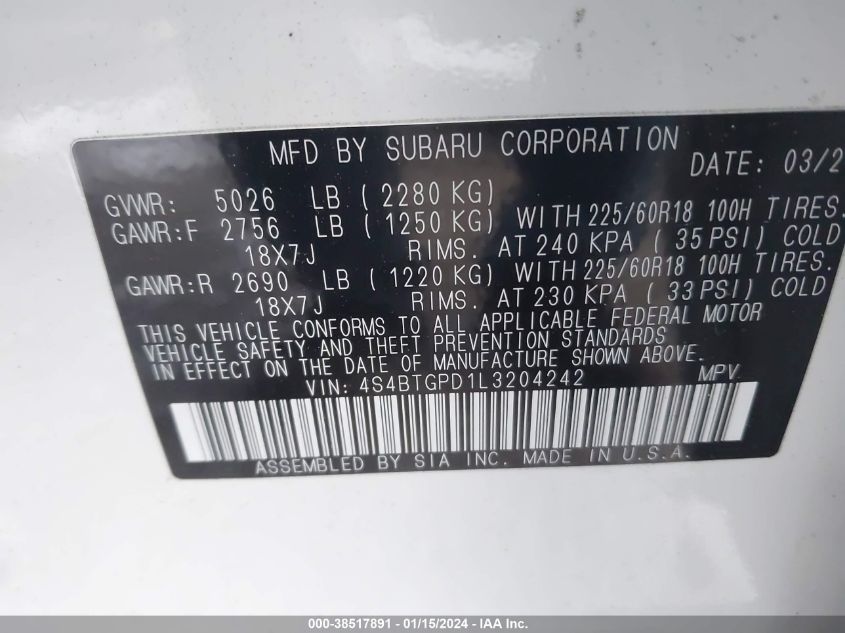 MFD BY SUBARU CORPORATION
DATE: 03/2
GVWR: 5026 LB ( 2280 KG)
GAWR:F 2756 LB ( 1250 KG) WITH 225/60R18 100H TIRES.
18X7J RIMS. AT 240 KPA ( 35 PSI) COLD
GAWR:R 2690 LB ( 1220 KG) WITH 225/60R18 100H TIRES.
18X7J RIMS. AT 230 KPA ( 33 PSI) COLD
THIS VEHICLE CONFORMS TO ALL APPLICABLE FEDERAL MOTOR
VEHICLE SAFETY AND THEFT PREVENTION STANDARDS
IN EFFECT ON THE DATE OF MANUFACTURE SHOWN ABOVE.
VIN: 4S4BTGPD1L3204242 MPV
ASSEMBLED BY SIA INC. MADE IN U.S.A.
000-38517891 - 01/15/2024 - IAA Inc.